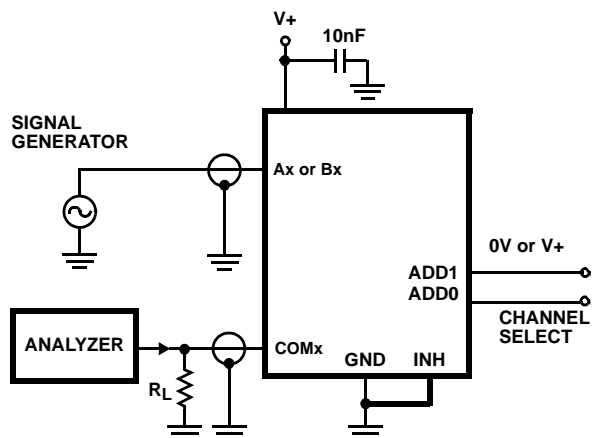 V+
10nF
SIGNAL
GENERATOR
Ax or Bx
0V or V+
ADD1
ADD0
CHANNEL
SELECT
ANALYZER
COMx
GND INH
RL